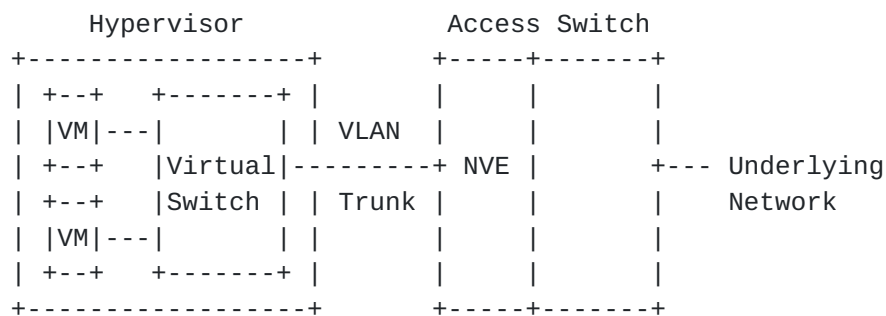 Hypervisor Access Switch
+------------------+ +-----+-------+
| +--+ +-------+ | | | |
| |VM|---| | | VLAN | | |
| +--+ |Virtual|---------+ NVE | +--- Underlying
| +--+ |Switch | | Trunk | | | Network
| |VM|---| | | | | |
| +--+ +-------+ | | | |
+------------------+ +-----+-------+